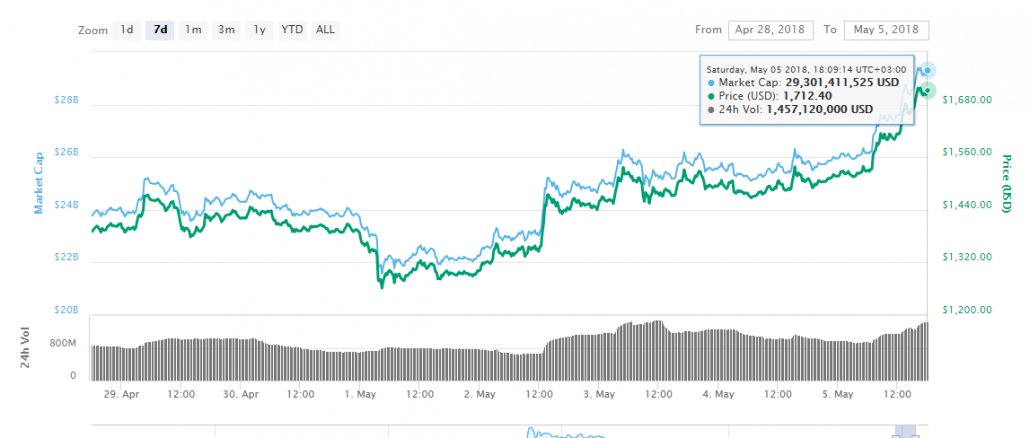 Zoom 1d 7d 1m 3m 1y YTD ALL From Apr 28, 2018 To May 5, 2018
Saturday, May 05 2018, 18:09:14 UTC+03:00
Market Cap: 29,301,411,525 USD
Price (USD): 1,712.40
24h Vol: 1,457,120,000 USD
Market Cap
$28B
$26B
$24B
$22B
$20B
$1,680.00
$1,560.00
$1,440.00
$1,320.00
$1,200.00
Price (USD)
24h Vol
800M
0
29. Apr 12:00 30. Apr 12:00 1. May 12:00 2. May 12:00 3. May 12:00 4. May 12:00 5. May 12:00